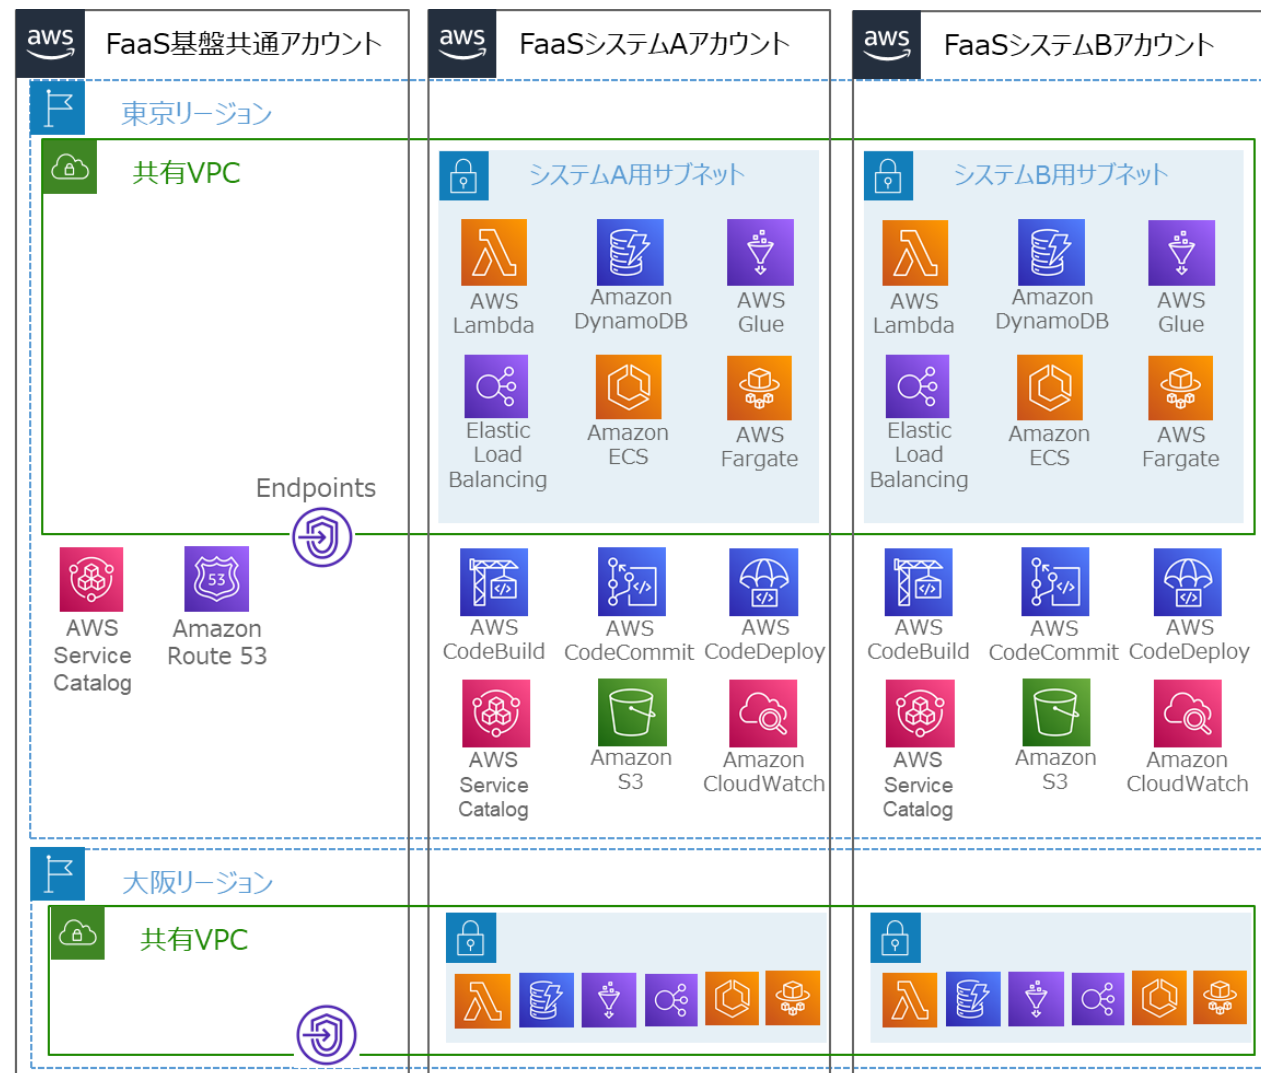 aws
FaaS基盤共通アカウント
aws
FaaSシステムAアカウント
aws
FaaSシステムBアカウント
東京リージョン
共有VPC
システムA用サブネット
システムB用サブネット
AWS
Lambda
Amazon
DynamoDB
AWS
Glue
AWS
Lambda
Amazon
DynamoDB
AWS
Glue
Elastic
Load
Balancing
Amazon
ECS
AWS
Fargate
Elastic
Load
Balancing
Amazon
ECS
AWS
Fargate
Endpoints
53
AWS
Service
Catalog
Amazon
Route 53
AWS
CodeBuild
AWS
CodeCommit
AWS
CodeDeploy
AWS
CodeBuild
AWS
CodeCommit
AWS
CodeDeploy
AWS
Service
Catalog
Amazon
S3
Amazon
CloudWatch
AWS
Service
Catalog
Amazon
S3
Amazon
CloudWatch
大阪リージョン
共有VPC